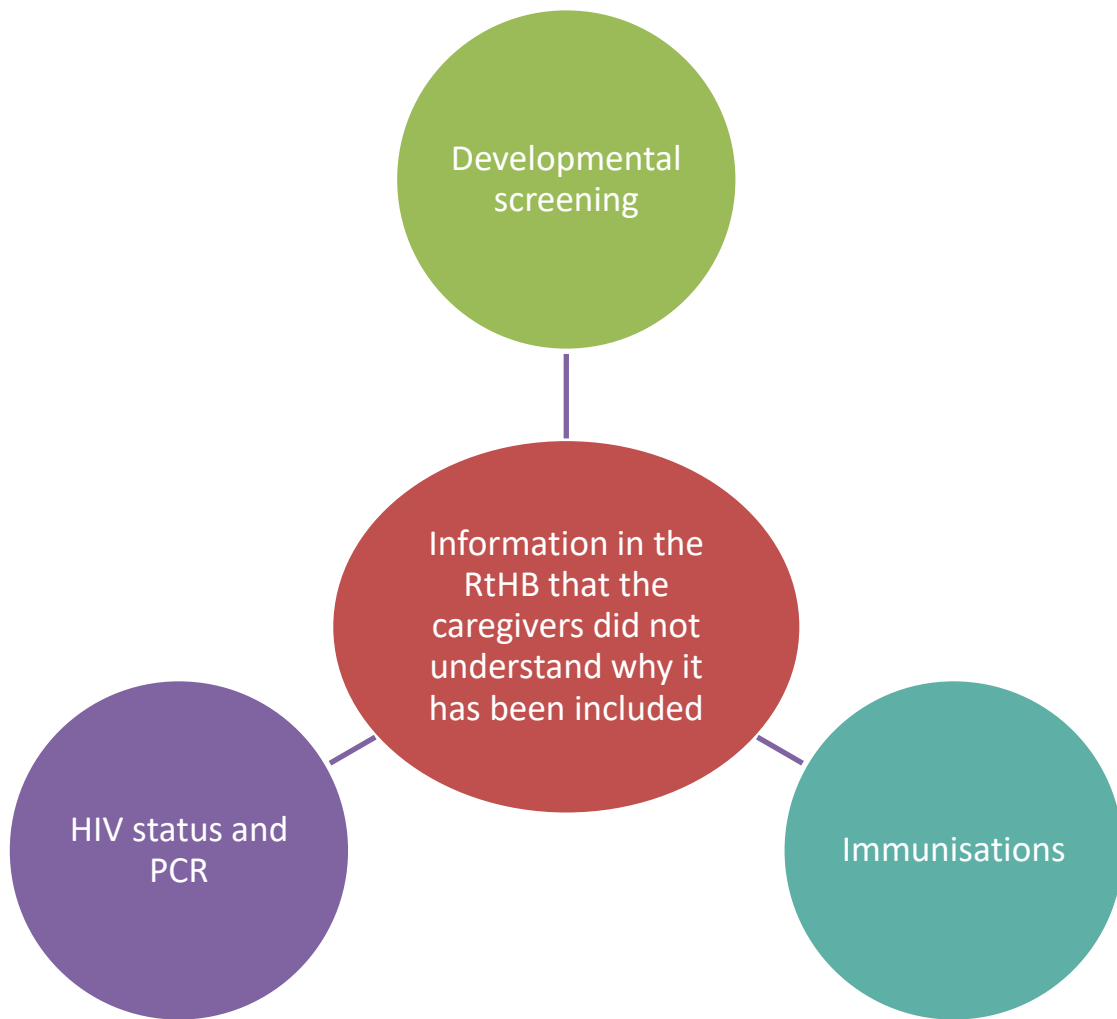 Developmental
screening
Information in the
RtHB that the
caregivers did not
understand why it
has been included
HIV status and
PCR
Immunisations